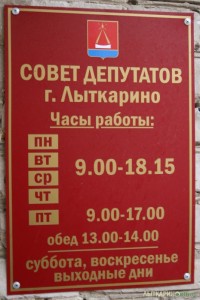 СОВЕТ ДЕПУТАТОВ
г. Лыткарино
Часы работы:
пн
вт
ср
чт
9.00-18.15
пт 9.00-17.00
обед 13.00-14.00
суббота, воскресенье
выходные дни